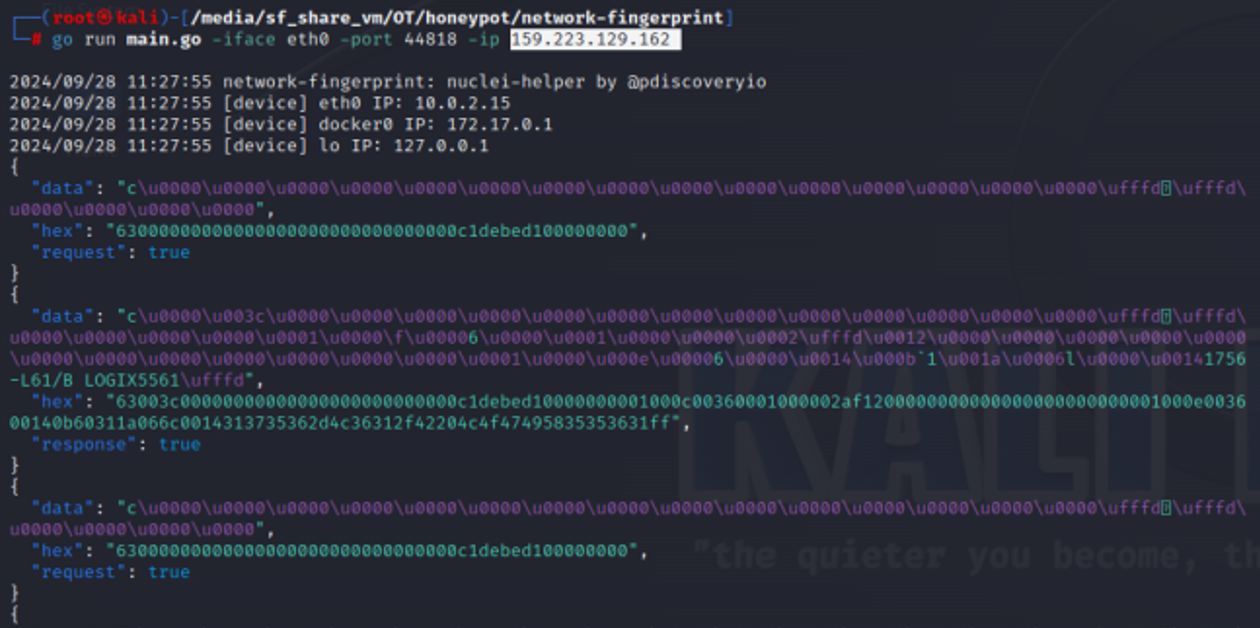 ┌──(root㉿kali)-[/media/sf_share_vm/OT/honeypot/network-fingerprint]
└─# go run main.go -iface eth0 -port 44818 -ip 159.223.129.162
2024/09/28 11:27:55 network-fingerprint: nuclei-helper by @pdiscoveryio
2024/09/28 11:27:55 [device] eth0 IP: 10.0.2.15
2024/09/28 11:27:55 [device] docker0 IP: 172.17.0.1
2024/09/28 11:27:55 [device] lo IP: 127.0.0.1
{
"data": "c\u0000\u0000\u0000\u0000\u0000\u0000\u0000\u0000\u0000\u0000\u0000\u0000\u0000\u0000\u0000\ufffd\ufffd\
u0000\u0000\u0000\u0000",
"hex": "63000000000000000000000000000000c1debed100000000",
"request": true
}
{
"data": "c\u0000\u003c\u0000\u0000\u0000\u0000\u0000\u0000\u0000\u0000\u0000\u0000\u0000\u0000\u0000\ufffd\ufffd\
u0000\u0000\u0000\u0000\u0001\u0000\f\u00006\u0000\u0001\u0000\u0000\u0002\ufffd\u0012\u0000\u0000\u0000\u0000\u0000
\u0000\u0000\u0000\u0000\u0000\u0000\u0001\u0000\u000e\u00006\u0000\u0014\u000b`1\u001a\u0006l\u0000\u00141756
-L61/B LOGIX5561\ufffd",
"hex": "63003c00000000000000000000000000c1debed10000000001000c00360001000002af1200000000000000000000000001000e0036
00140b60311a066c0014313735362d4c36312f42204c4f47495835353631ff",
"response": true
}
{
"data": "c\u0000\u0000\u0000\u0000\u0000\u0000\u0000\u0000\u0000\u0000\u0000\u0000\u0000\u0000\u0000\ufffd\ufffd\
u0000\u0000\u0000\u0000",
"hex": "63000000000000000000000000000000c1debed100000000",
"request": true
}
{
KALI
"the quieter you become, th